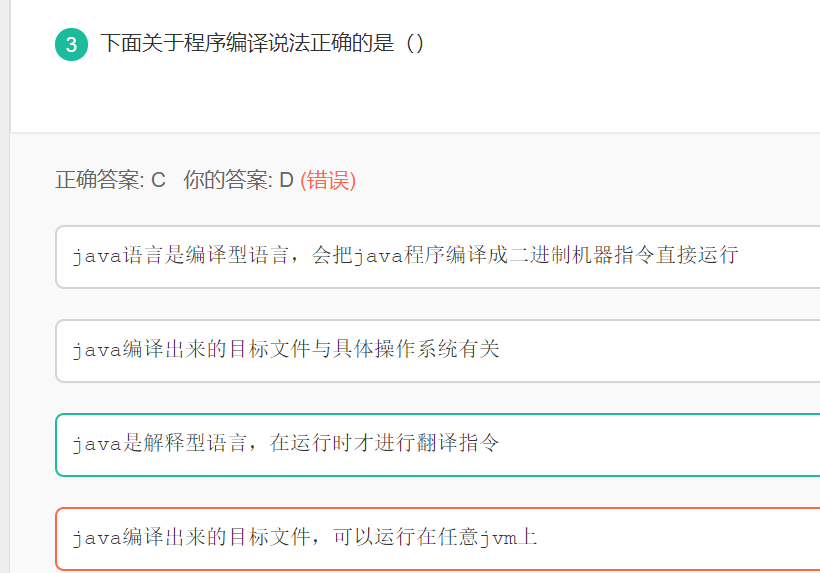 3 下面关于程序编译说法正确的是（）
正确答案: C 你的答案: D (错误)
java语言是编译型语言，会把java程序编译成二进制机器指令直接运行
java编译出来的目标文件与具体操作系统有关
java是解释型语言，在运行时才进行翻译指令
java编译出来的目标文件，可以运行在任意jvm上